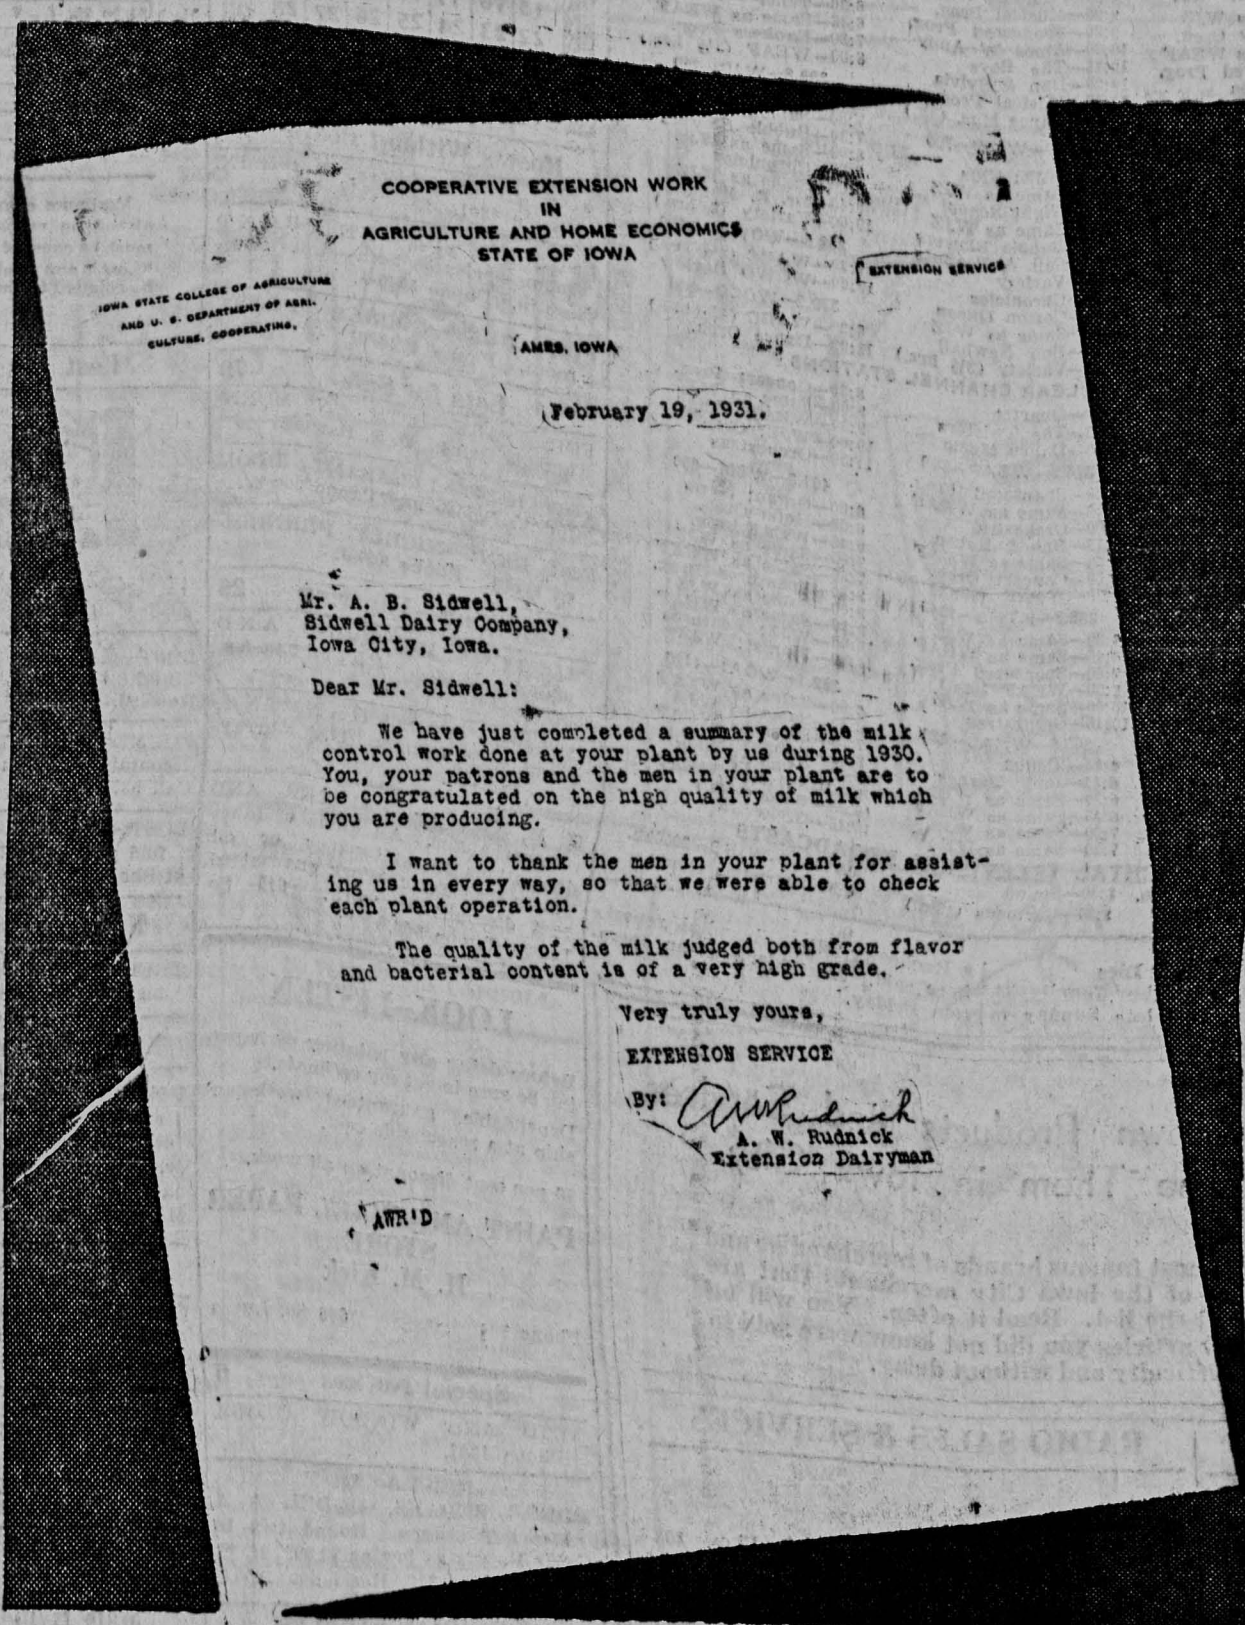 COOPERATIVE EXTENSION WORK
IN
AGRICULTURE AND HOME ECONOMICS
STATE OF IOWA
IOWA STATE COLLEGE OF AGRICULTURE
AND U. S. DEPARTMENT OF AGRI-
CULTURE, COOPERATING.
EXTENSION SERVICE
AMES, IOWA
February 19, 1931.
Mr. A. B. Sidwell,
Sidwell Dairy Company,
Iowa City, Iowa.
Dear Mr. Sidwell:
We have just completed a summary of the milk
control work done at your plant by us during 1930.
You, your patrons and the men in your plant are to
be congratulated on the high quality of milk which
you are producing.
I want to thank the men in your plant for assist-
ing us in every way, so that we were able to check
each plant operation.
The quality of the milk judged both from flavor
and bacterial content is of a very high grade.
Very truly yours,
EXTENSION SERVICE
By: AWRudnick
A. W. Rudnick
Extension Dairyman
AWR'D